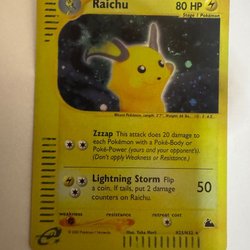 Raichu 80 HP
Stage 1 Pokémon
Zzzap This attack does 20 damage to
each Pokémon with a Poké-Body or
Poké-Power (yours and your opponent's).
(Don't apply Weakness or Resistance.)
Lightning Storm Flip
a coin. If tails, put 2 damage
counters on Raichu.
50
weakness resistance retreat cost
Illus.